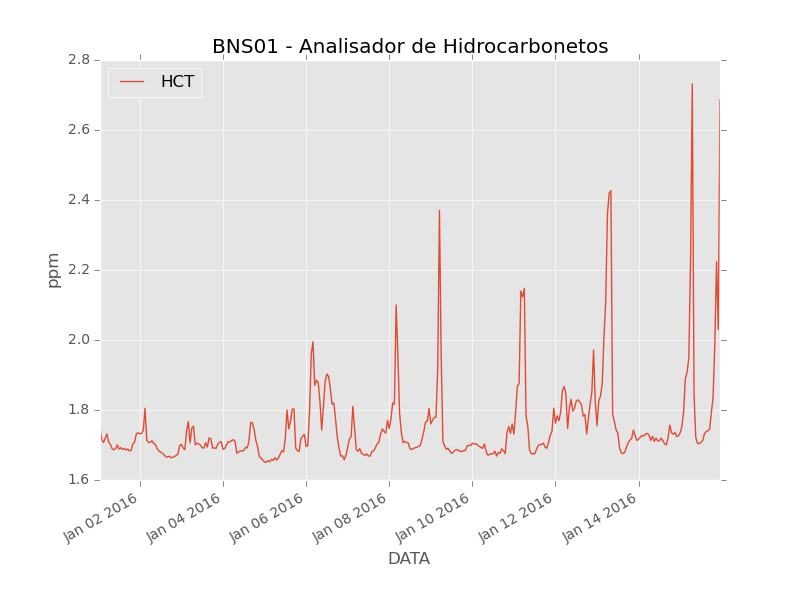 BNS01 - Analisador de Hidrocarbonetos
HCT
2.8
2.6
2.4
2.2
2.0
1.8
1.6
ppm
Jan 02 2016
Jan 04 2016
Jan 06 2016
Jan 08 2016
Jan 10 2016
Jan 12 2016
Jan 14 2016
DATA